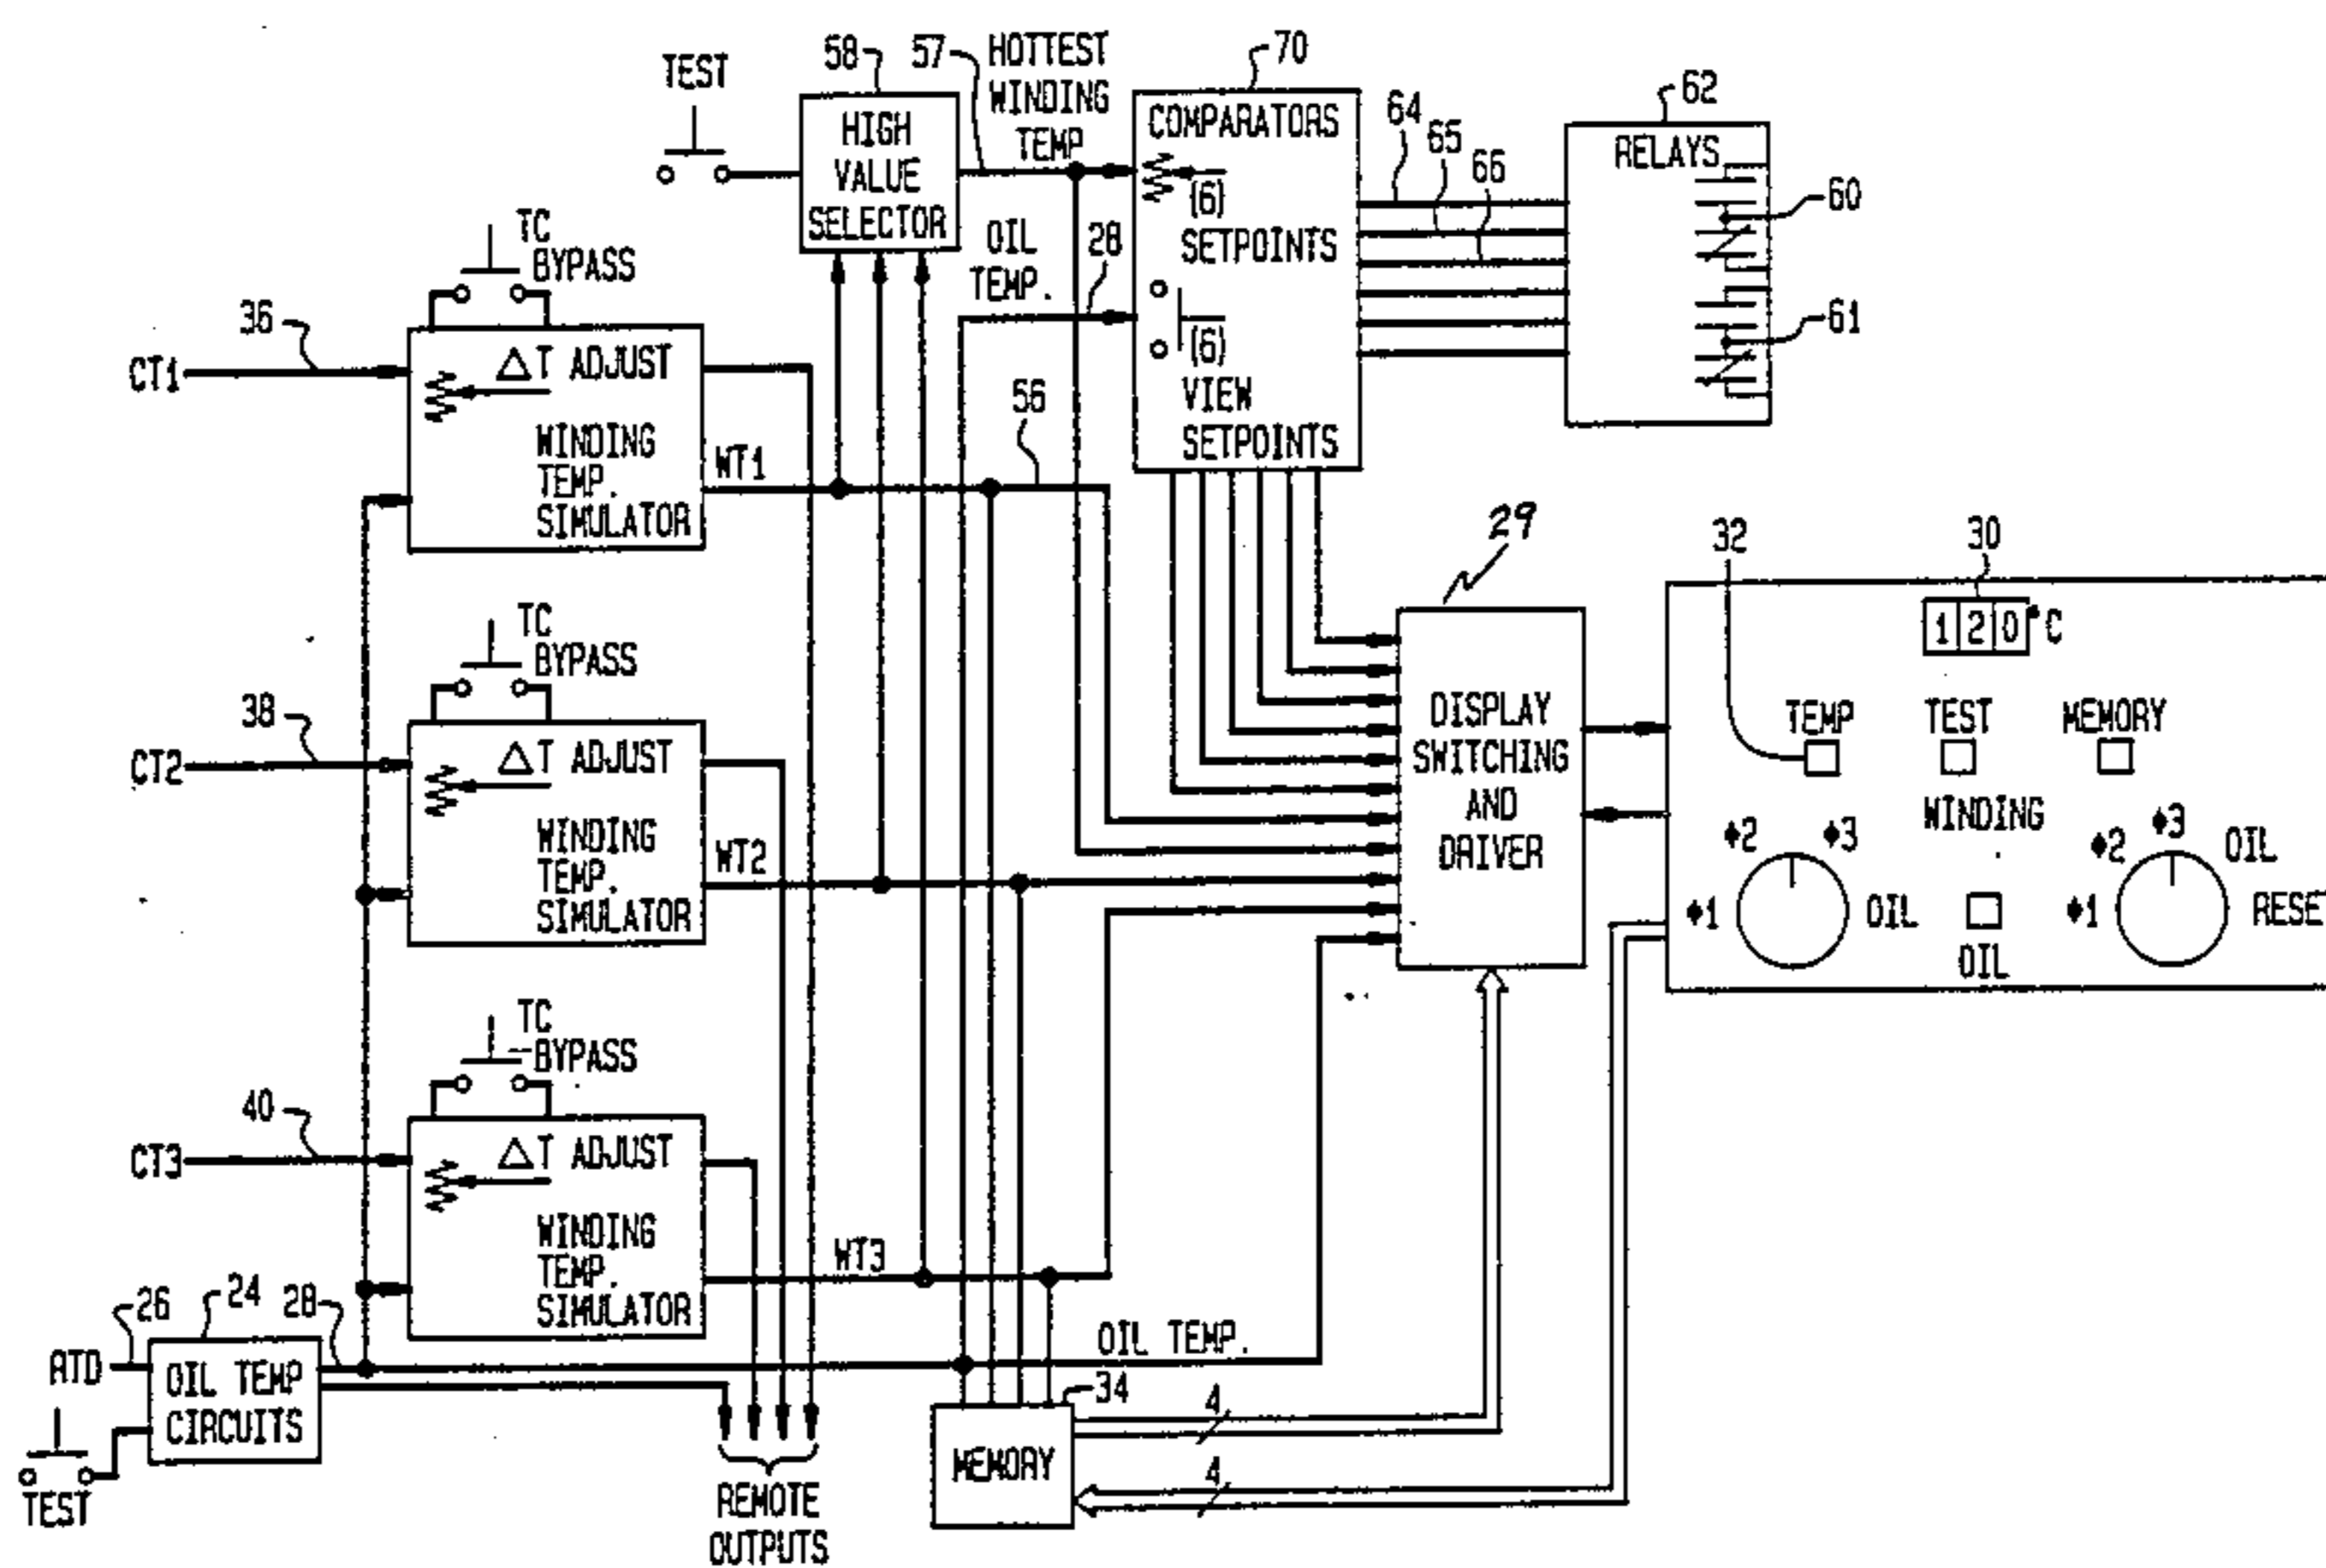 TEST
58
57
HOTTEST
WINDING
TEMP
70
HIGH
VALUE
SELECTOR
COMPARATORS
(6)
SETPOINTS
(6)
VIEW
SETPOINTS
64
65
66
62
RELAYS
60
61
OIL
TEMP.
28
56
TC
BYPASS
36
CT1
△T ADJUST
WINDING
TEMP.
SIMULATOR
WT1
TC
BYPASS
38
CT2
△T ADJUST
WINDING
TEMP.
SIMULATOR
WT2
TC
BYPASS
40
CT3
△T ADJUST
WINDING
TEMP.
SIMULATOR
WT3
29
DISPLAY
SWITCHING
AND
DRIVER
32
30
120°C
TEMP
TEST
MEMORY
WINDING
ϕ1
ϕ2
ϕ3
OIL
OIL
ϕ1
ϕ2
ϕ3
OIL
RESE
26
24
28
RTD
OIL TEMP
CIRCUITS
TEST
OIL TEMP.
34
MEMORY
4
4
REMOTE
OUTPUTS